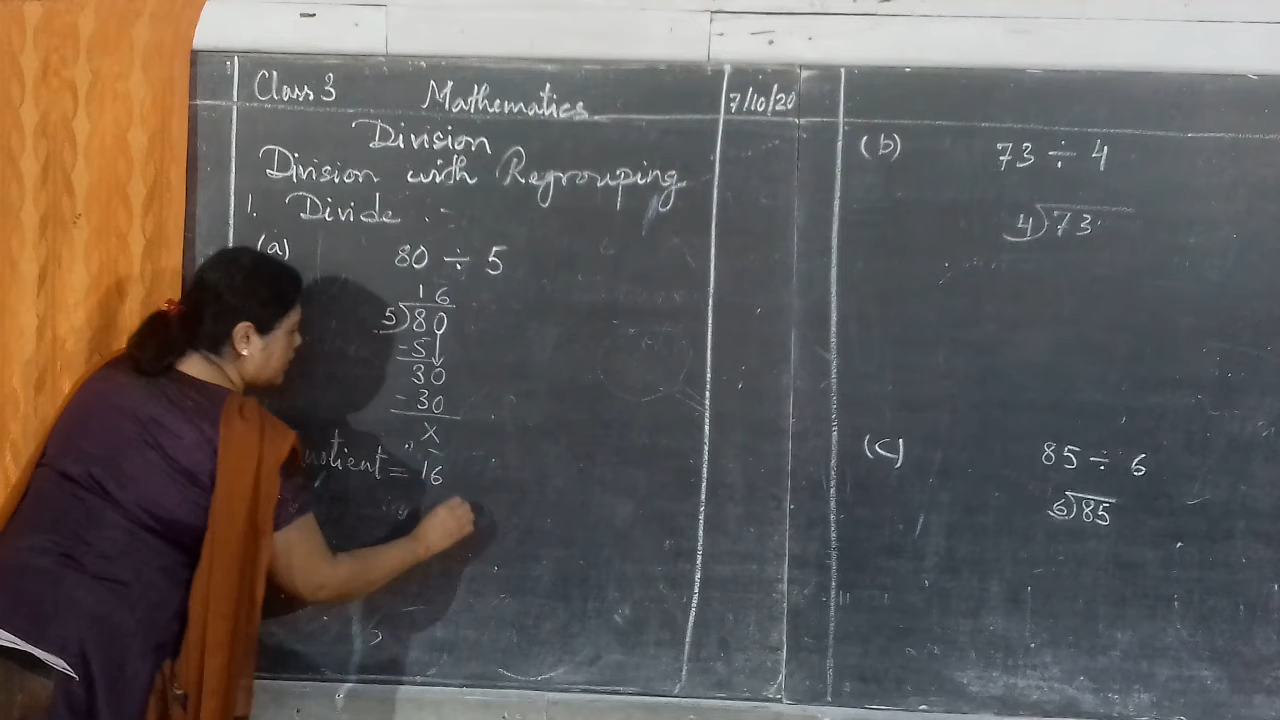 Class 3 Mathematics 7/10/20
Division
Division with Regrouping
1. Divide :-
(a) 80 ÷ 5
16
5)80
-5↓
30
-30
x
uotient = 16
(b) 73 ÷ 4
4)73
(c) 85 ÷ 6
6)85